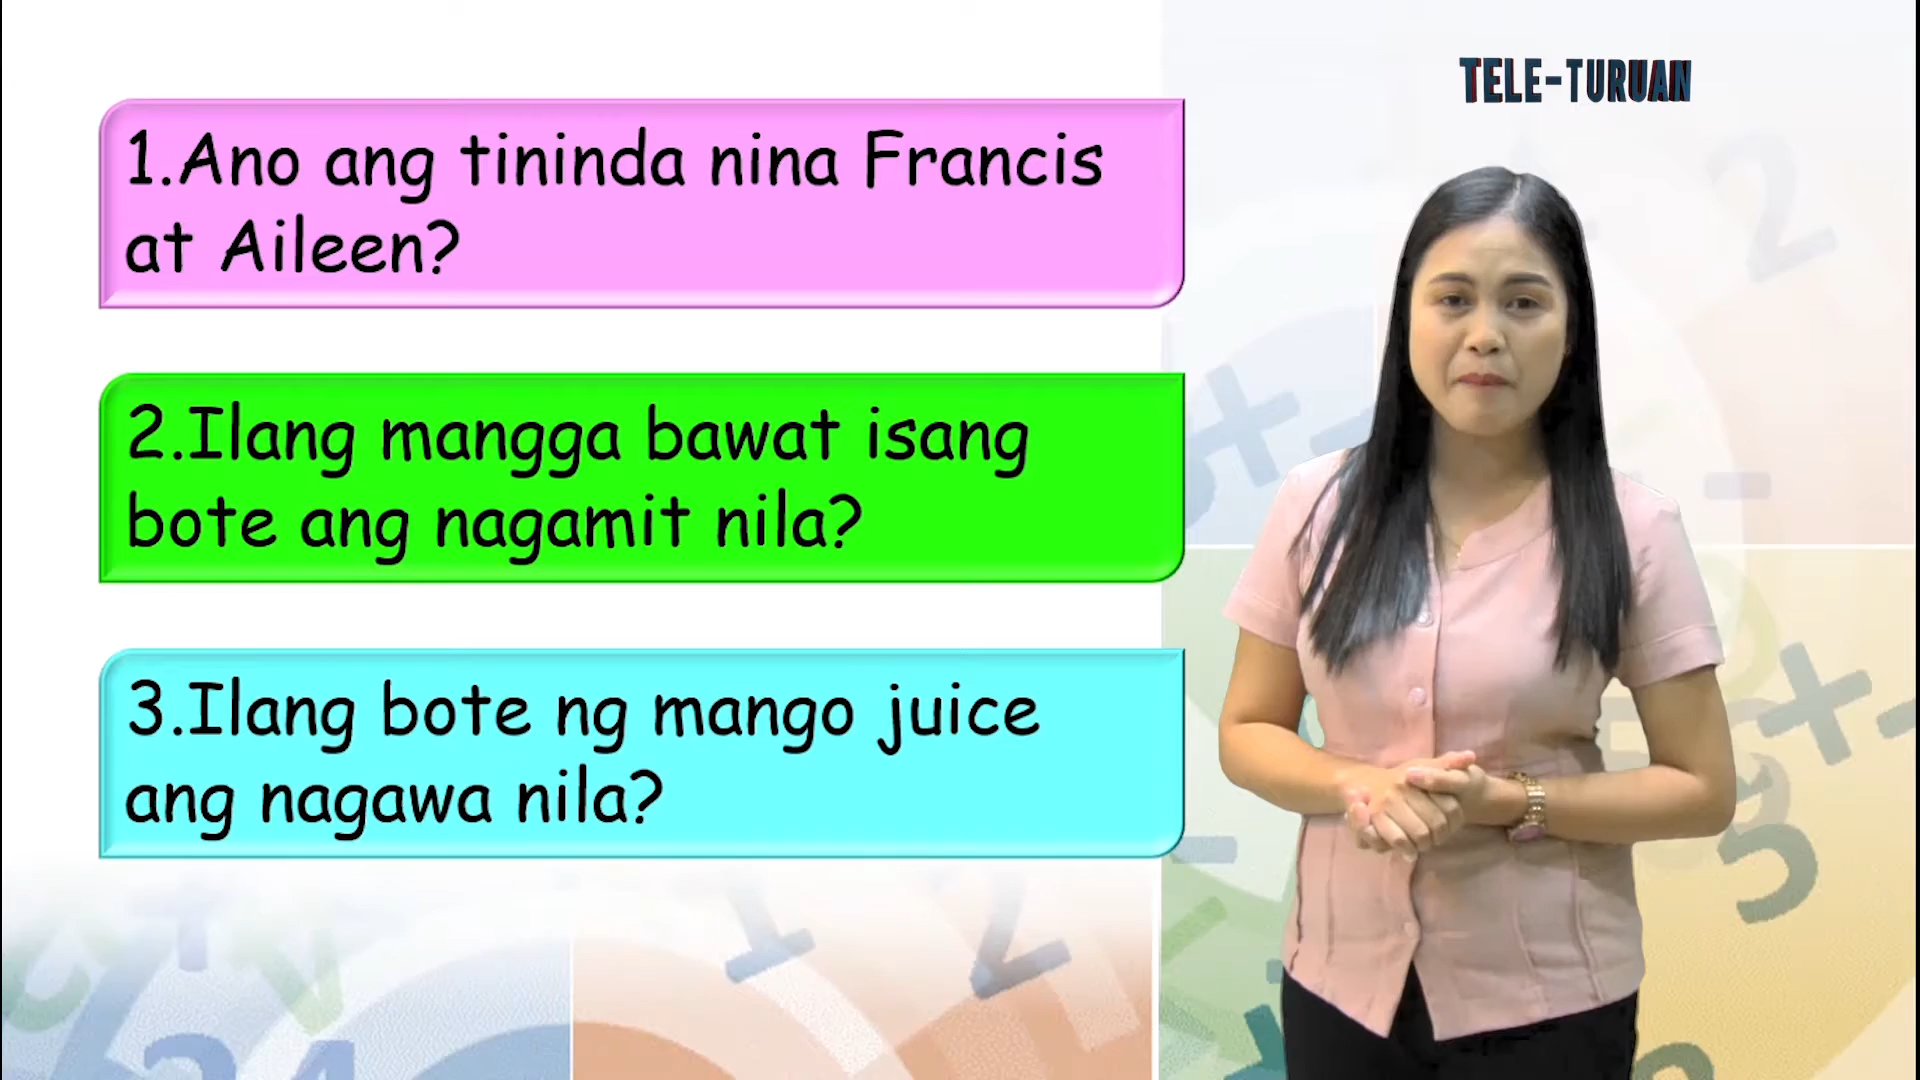 TELE-TURUAN
1.Ano ang tininda nina Francis
at Aileen?
2.Ilang mangga bawat isang
bote ang nagamit nila?
3.Ilang bote ng mango juice
ang nagawa nila?